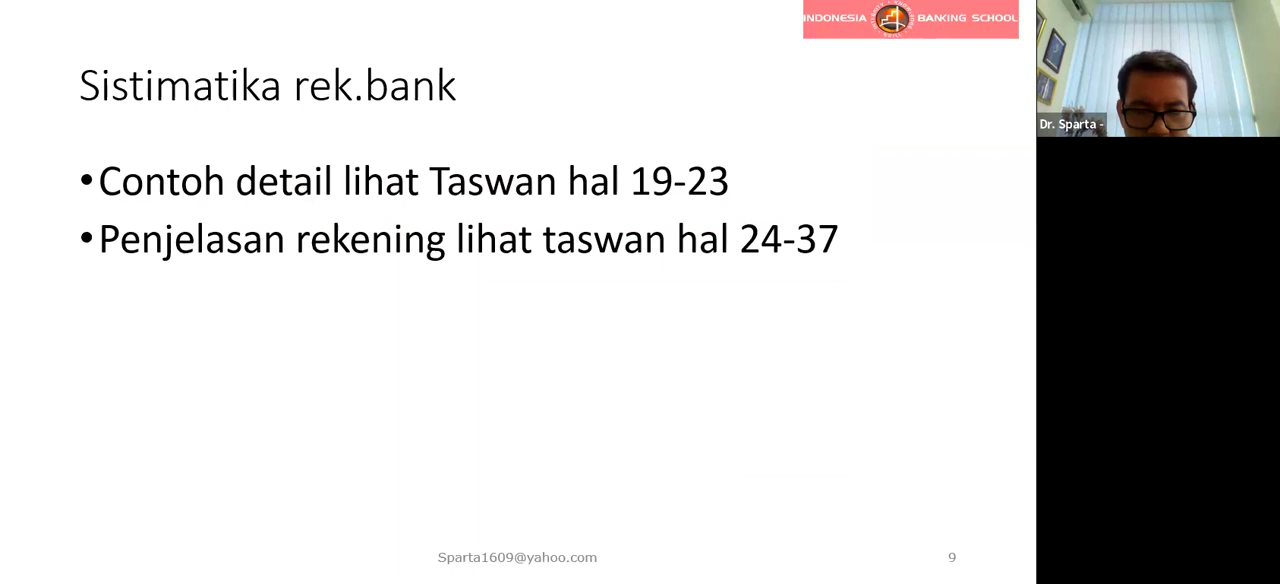 INDONESIA BANKING SCHOOL
Sistimatika rek.bank
Dr. Sparta -
•Contoh detail lihat Taswan hal 19-23
•Penjelasan rekening lihat taswan hal 24-37
Sparta1609@yahoo.com
9